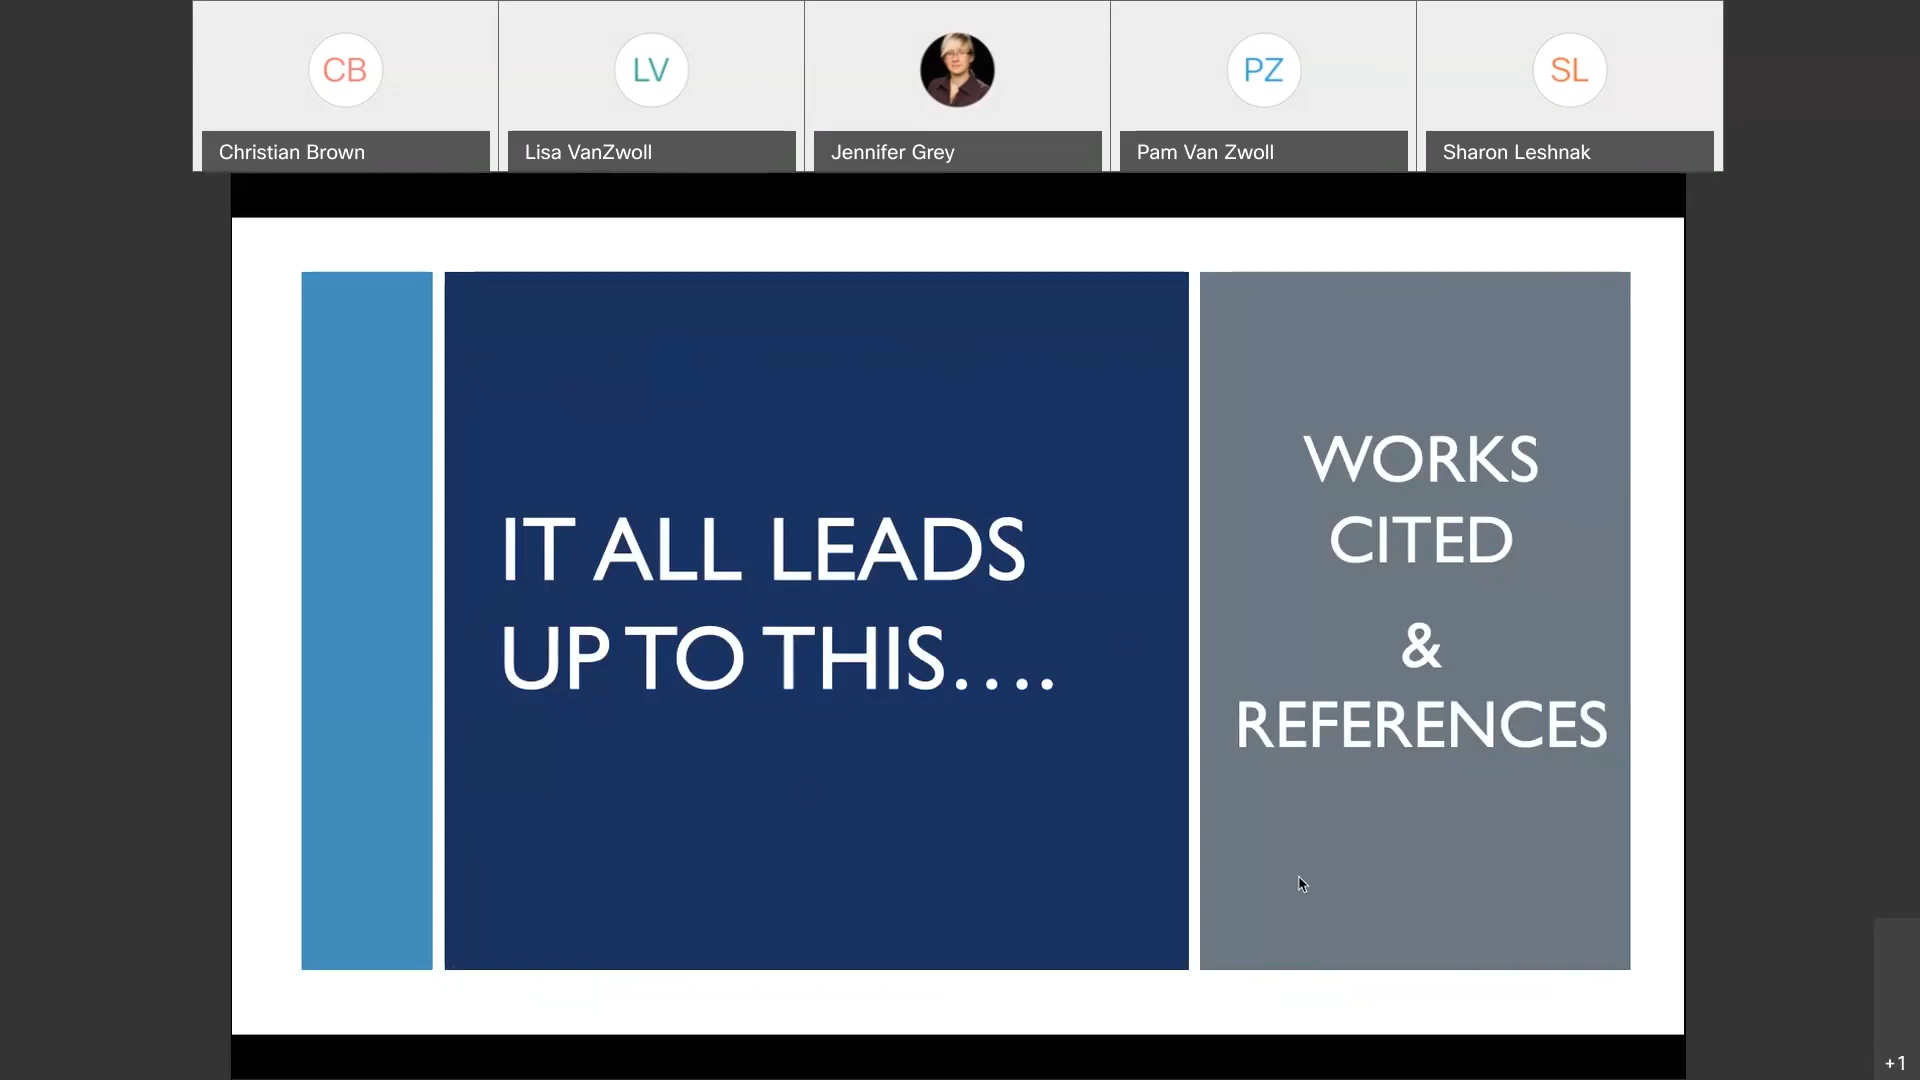 CB
LV
PZ
SL
Christian Brown
Lisa VanZwoll
Jennifer Grey
Pam Van Zwoll
Sharon Leshnak
IT ALL LEADS
UP TO THIS....
WORKS
CITED
&
REFERENCES
+1